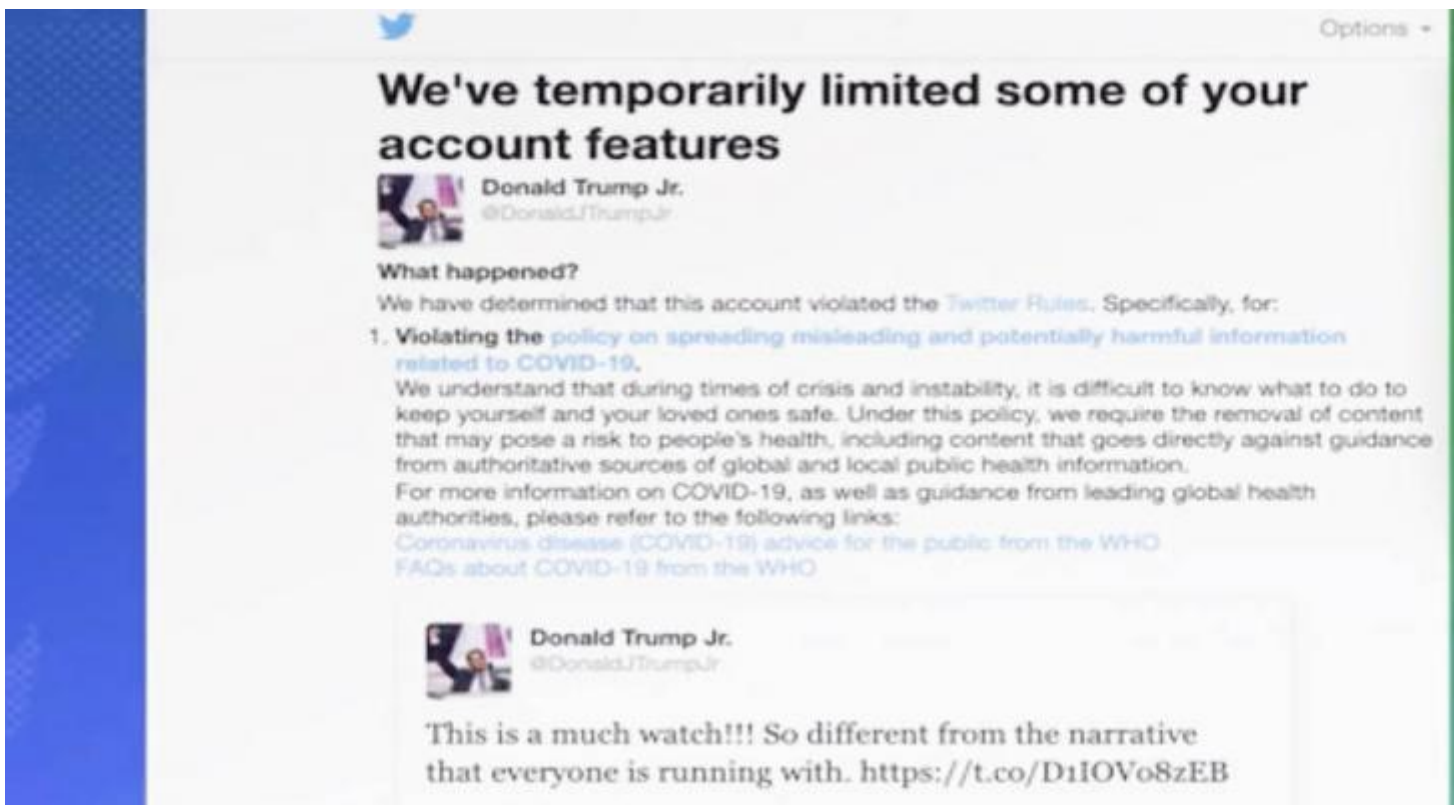 Options
We've temporarily limited some of your
account features
Donald Trump Jr.
@DonaldJTrumpJr
What happened?
We have determined that this account violated the Twitter Rules. Specifically, for:
1. Violating the policy on spreading misleading and potentially harmful information
related to COVID-19.
We understand that during times of crisis and instability, it is difficult to know what to do to
keep yourself and your loved ones safe. Under this policy, we require the removal of content
that may pose a risk to people's health, including content that goes directly against guidance
from authoritative sources of global and local public health information.
For more information on COVID-19, as well as guidance from leading global health
authorities, please refer to the following links:
Coronavirus disease (COVID-19) advice for the public from the WHO
FAQs about COVID-19 from the WHO
Donald Trump Jr.
@DonaldJTrumpJr
This is a much watch!!! So different from the narrative
that everyone is running with. https://t.co/D1IOVo8zEB